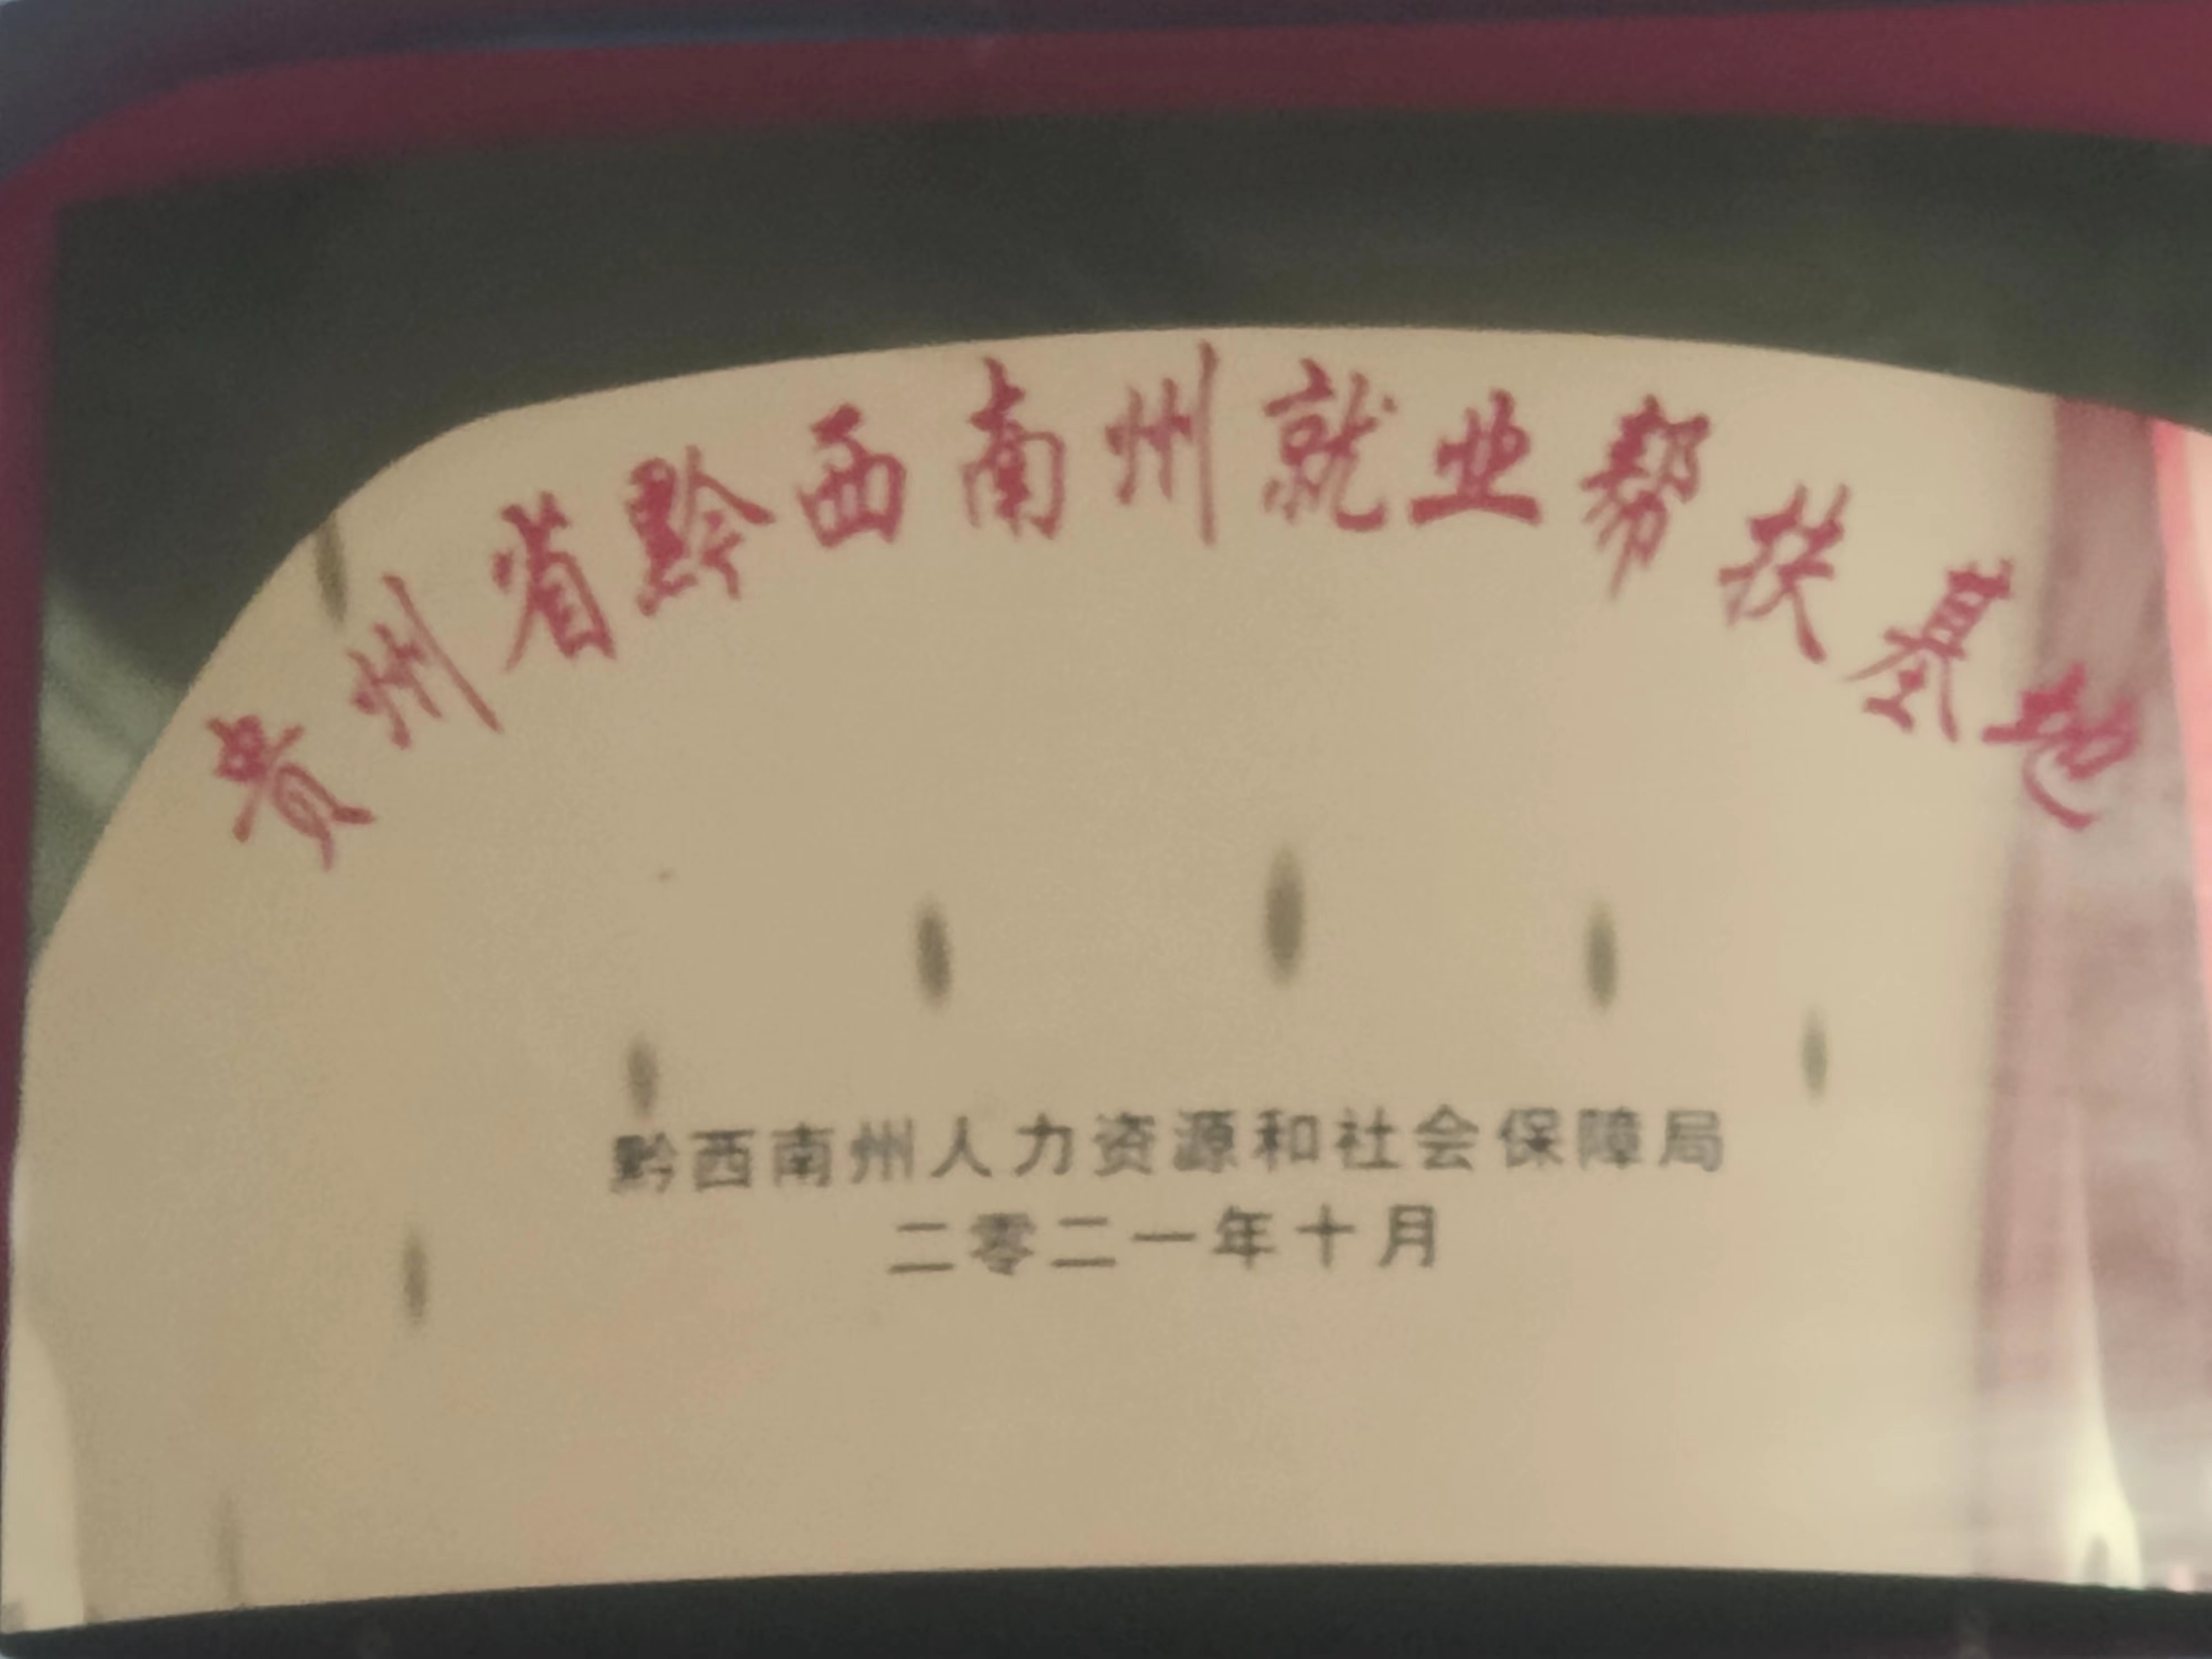 贵州省黔西南州就业帮扶基地
黔西南州人力资源和社会保障局
二零二一年十月